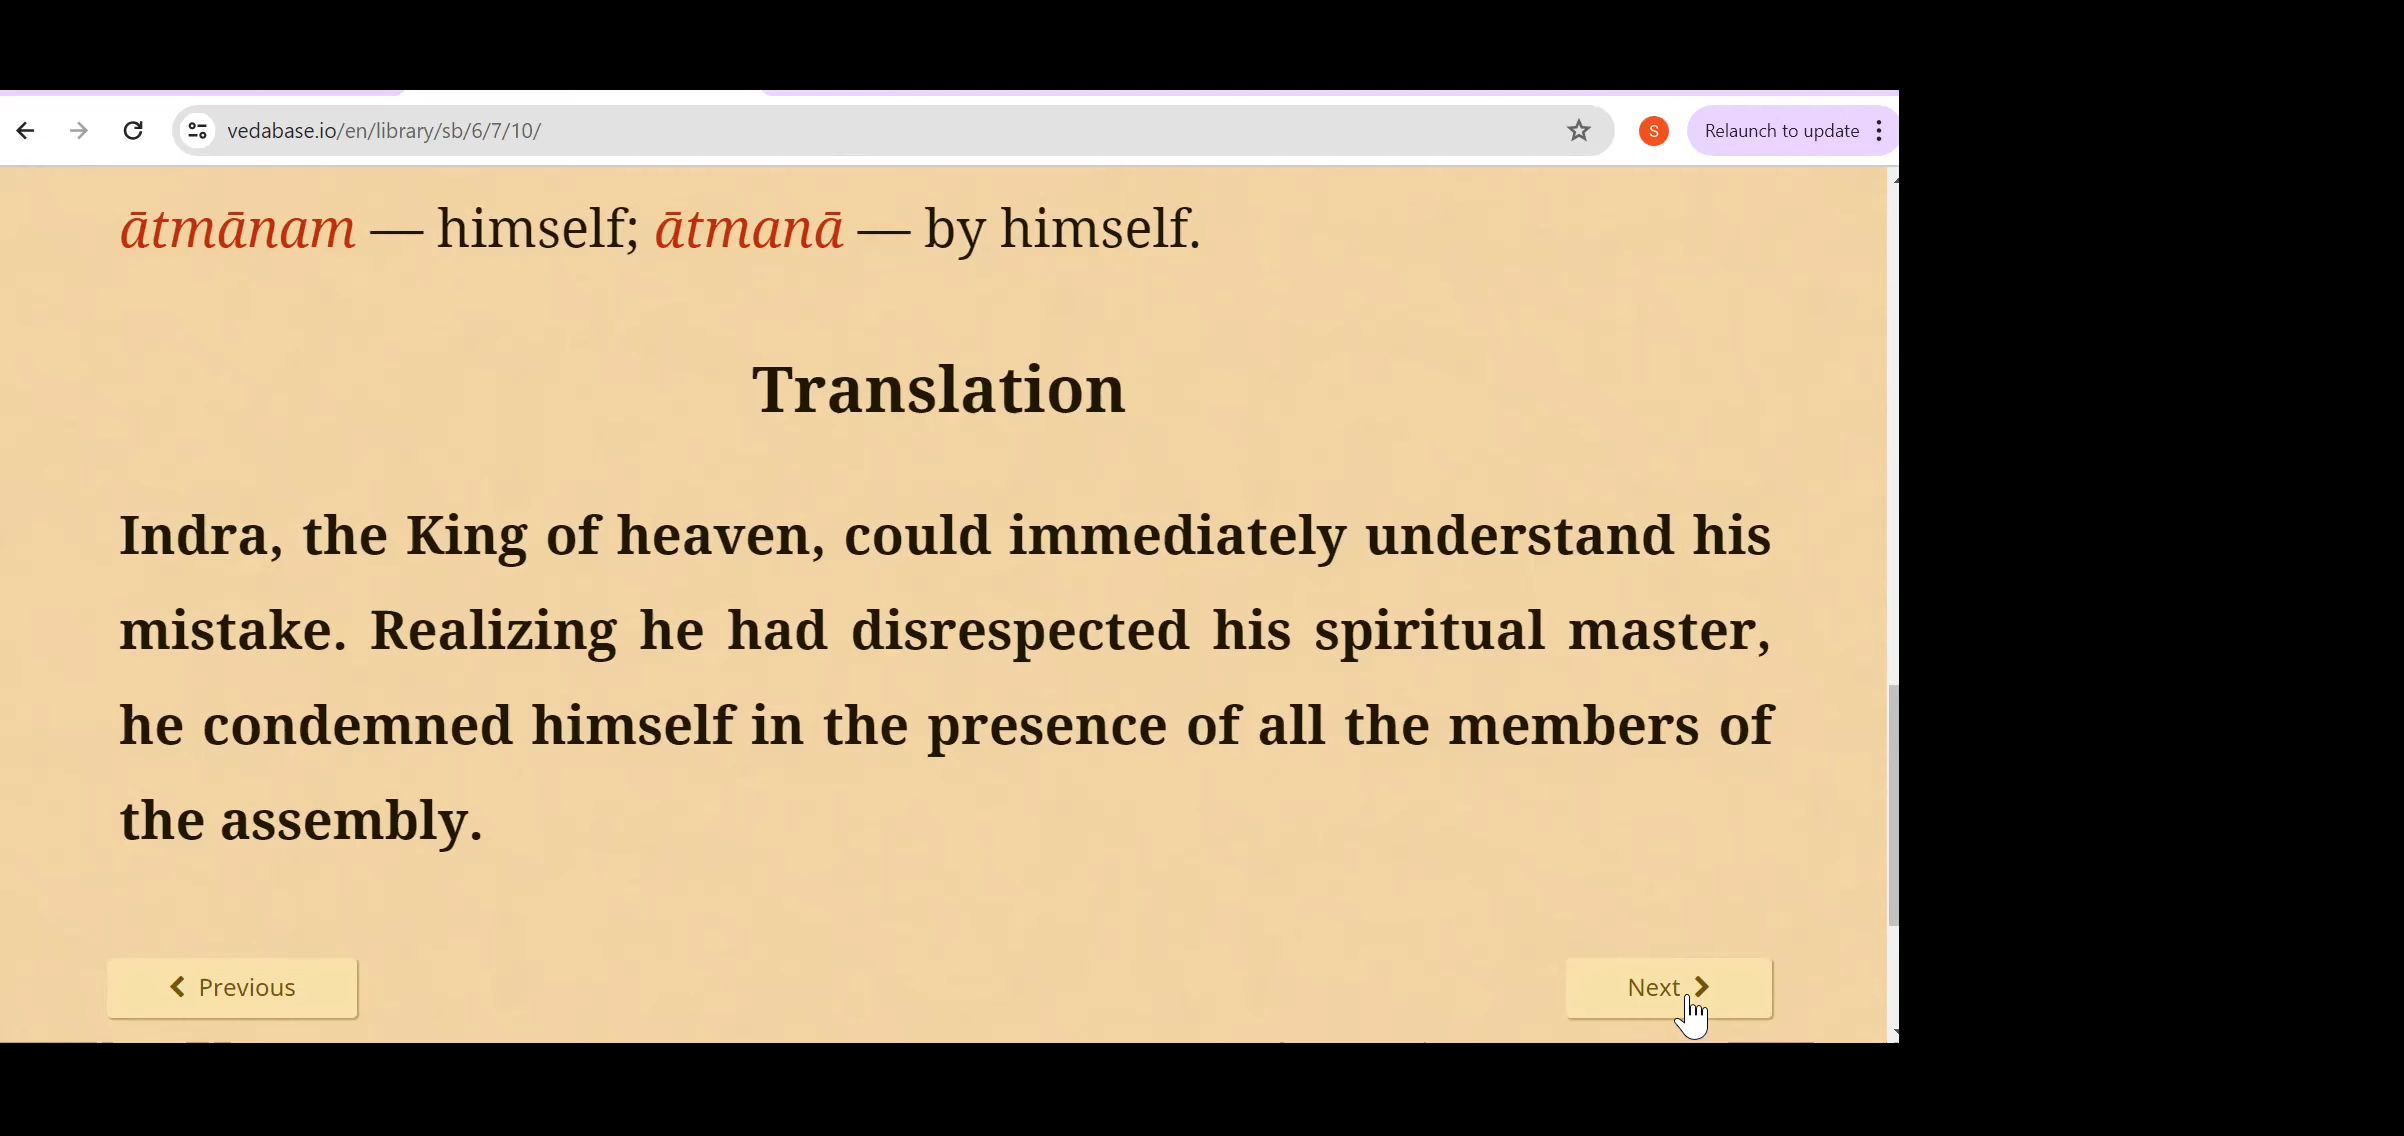 vedabase.io/en/library/sb/6/7/10/
S
Relaunch to update
ātmānam — himself; ātmanā — by himself.
Translation
Indra, the King of heaven, could immediately understand his
mistake. Realizing he had disrespected his spiritual master,
he condemned himself in the presence of all the members of
the assembly.
Previous
Next